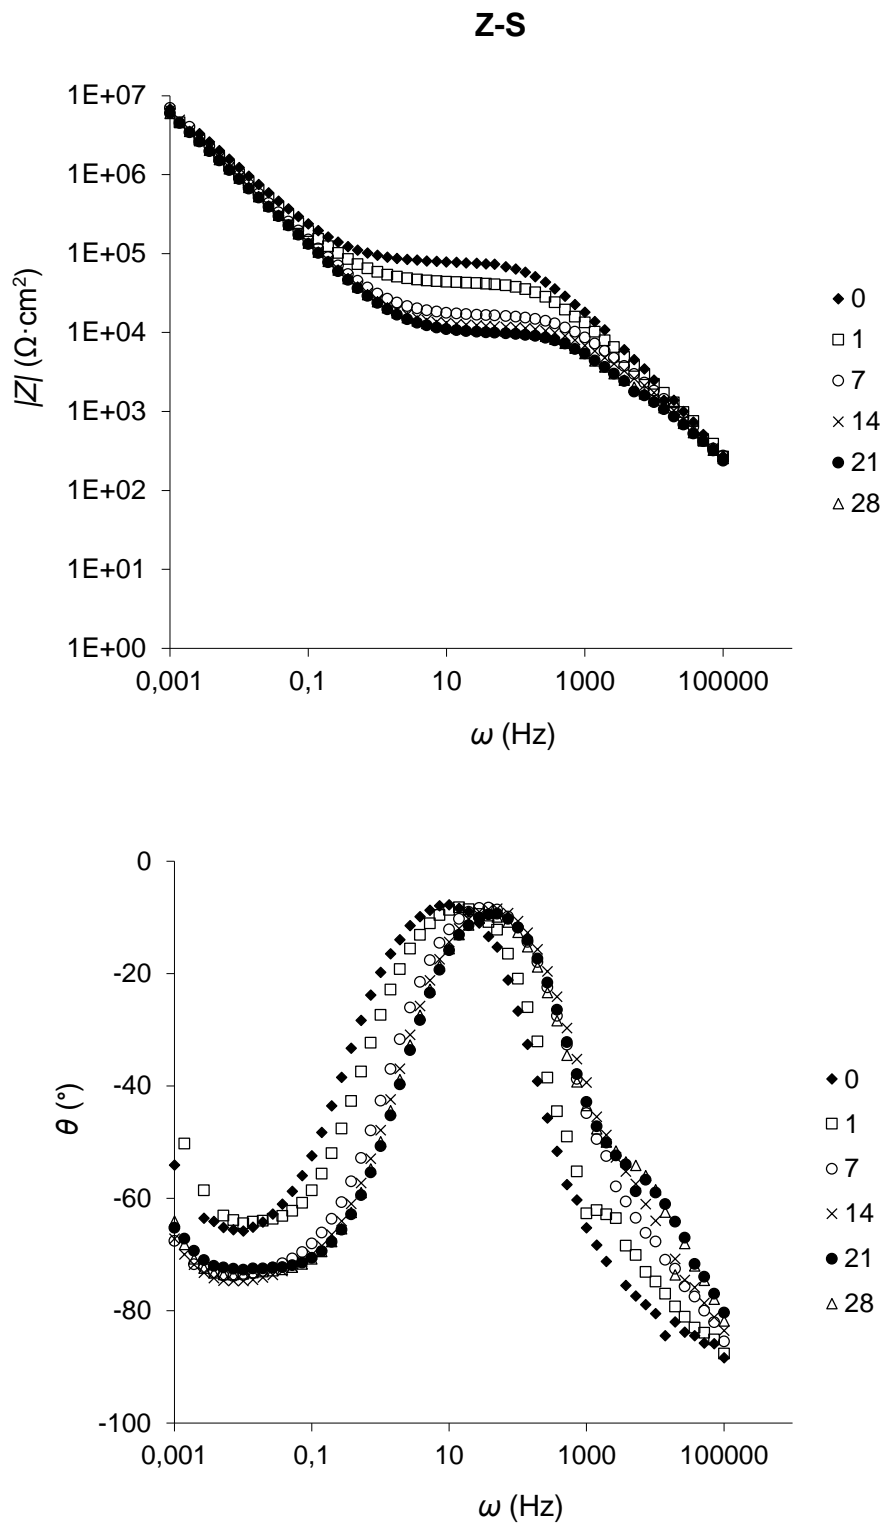 Z-S
1E+07
1E+06
1E+05
1E+04
1E+03
1E+02
1E+01
1E+00
|Z| (Ω·cm²)
0,001
0,1
10
1000
100000
ω (Hz)
0
1
7
14
21
28
0
-20
-40
-60
-80
-100
θ (°)
0,001
0,1
10
1000
100000
ω (Hz)
0
1
7
14
21
28